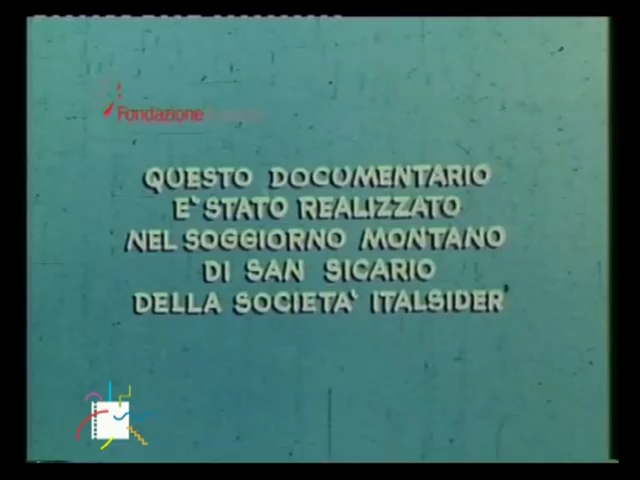 Fondazione
QUESTO DOCUMENTARIO
E' STATO REALIZZATO
NEL SOGGIORNO MONTANO
DI SAN SICARIO
DELLA SOCIETA' ITALSIDER